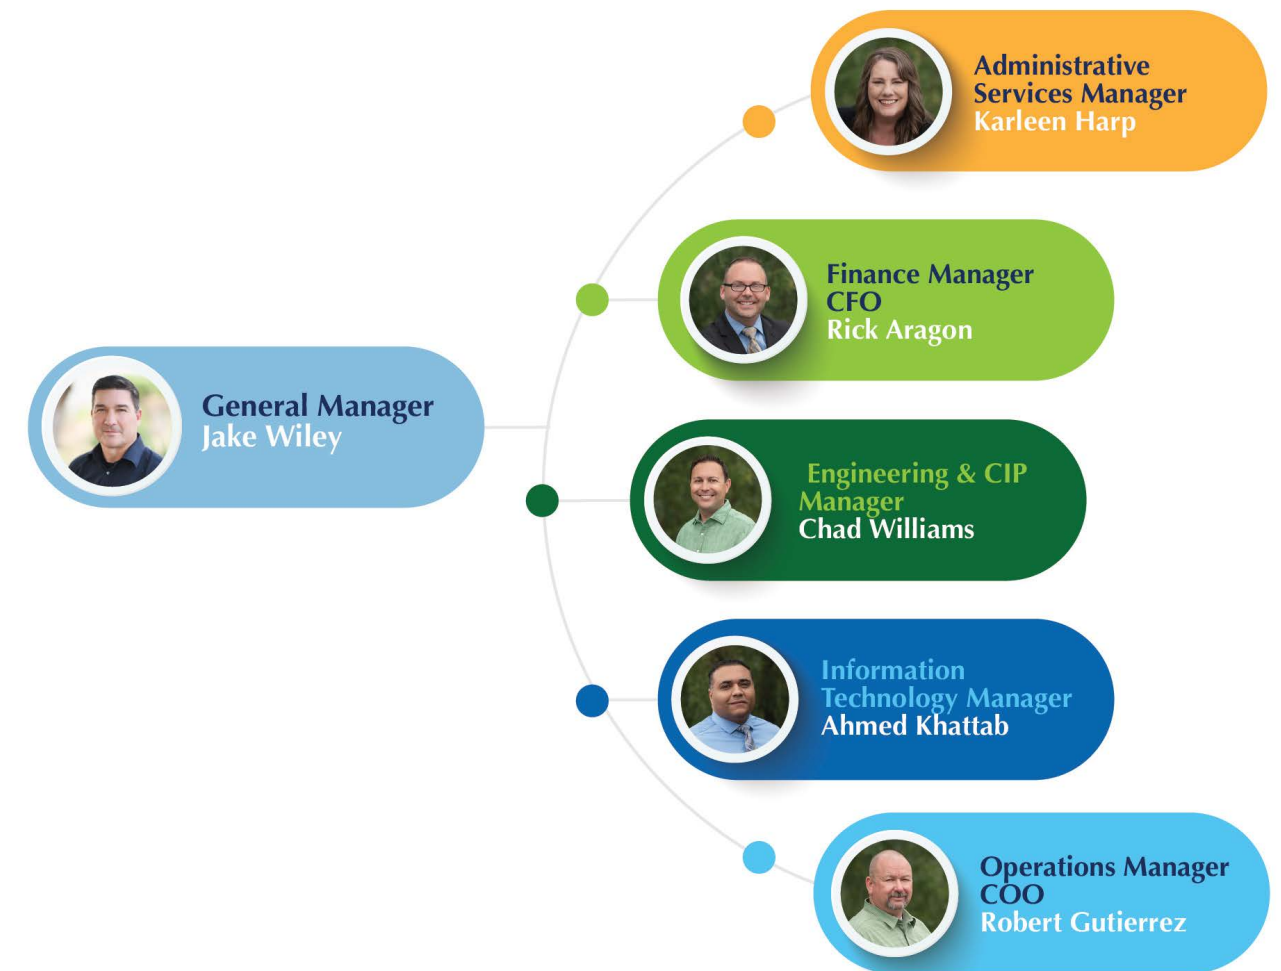 Administrative
Services Manager
Karleen Harp
Finance Manager
CFO
Rick Aragon
General Manager
Jake Wiley
Engineering & CIP
Manager
Chad Williams
Information
Technology Manager
Ahmed Khattab
Operations Manager
COO
Robert Gutierrez